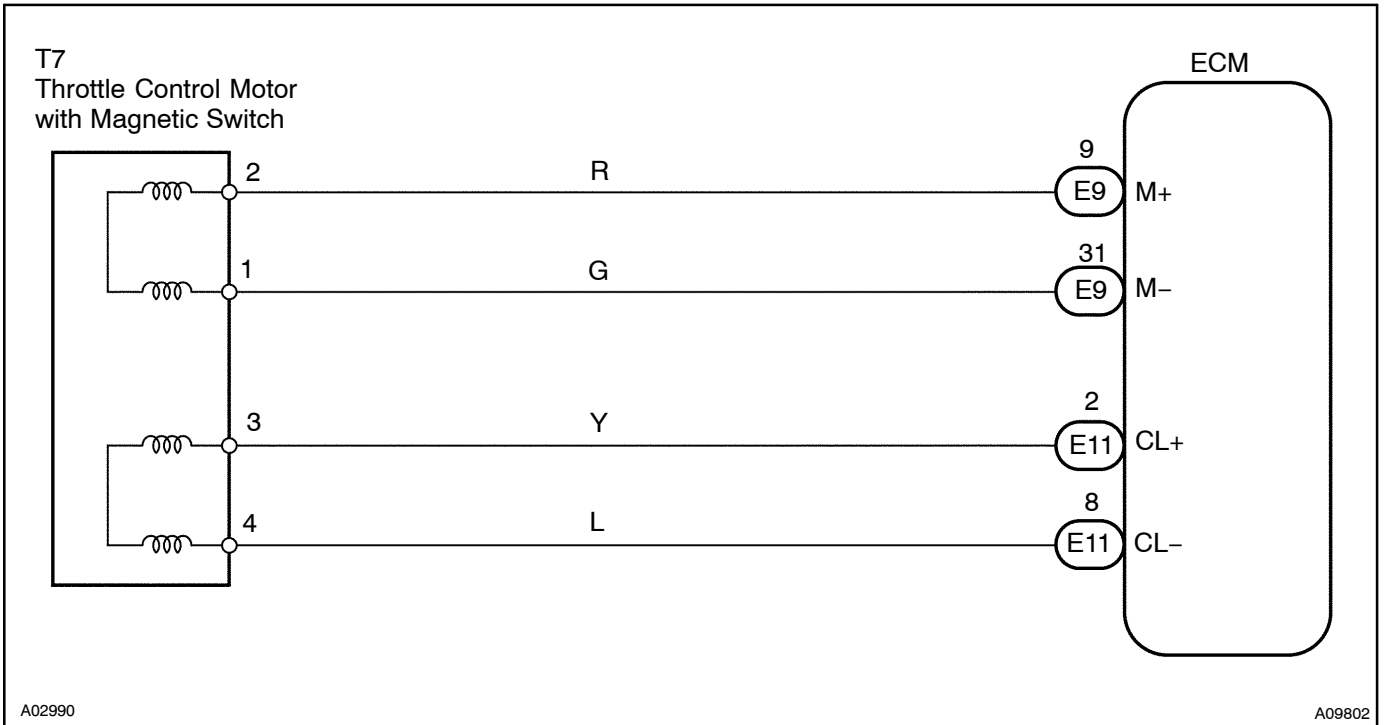 T7
Throttle Control Motor
with Magnetic Switch
ECM
2
R
9
E9
M+
1
G
31
E9
M−
3
Y
2
E11
CL+
4
L
8
E11
CL−
A02990
A09802